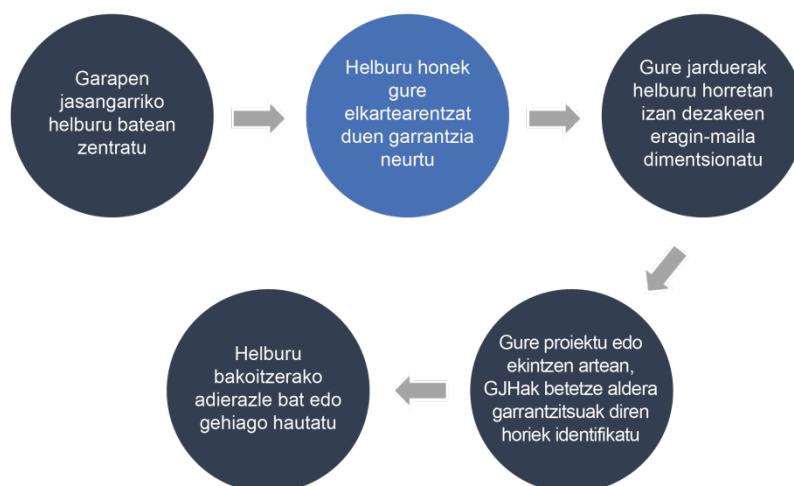 Garapen
jasangarriko
helburu batean
zentratu
Helburu honek
gure
elkartearentzat
duen garrantzia
neurtu
Gure jarduerak
helburu horretan
izan dezakeen
eragin-maila
dimentsionatu
Gure proiektu edo
ekintzen artean,
GJHak betetze aldera
garrantzitsuak diren
horiek identifikatu
Helburu
bakoitzerako
adierazle bat edo
gehiago hautatu